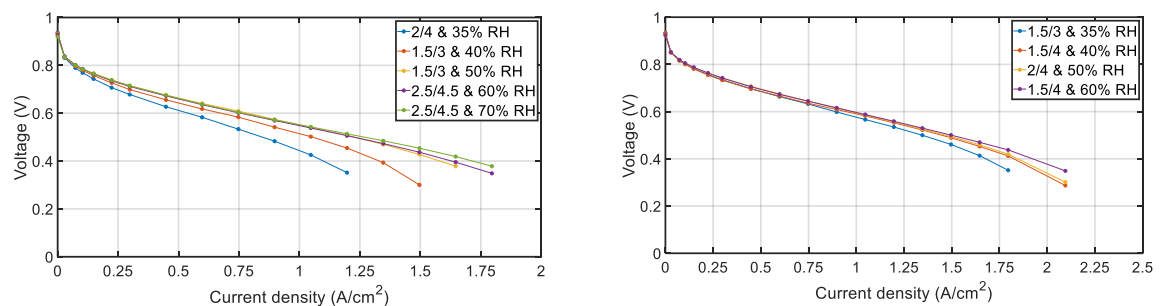 1
0.8
0.6
0.4
0.2
0
Voltage (V)
0 0.25 0.5 0.75 1 1.25 1.5 1.75 2
Current density (A/cm²)
2/4 & 35% RH
1.5/3 & 40% RH
1.5/3 & 50% RH
2.5/4.5 & 60% RH
2.5/4.5 & 70% RH
1
0.8
0.6
0.4
0.2
0
Voltage (V)
0 0.25 0.5 0.75 1 1.25 1.5 1.75 2 2.25 2.5
Current density (A/cm²)
1.5/3 & 35% RH
1.5/4 & 40% RH
2/4 & 50% RH
1.5/4 & 60% RH